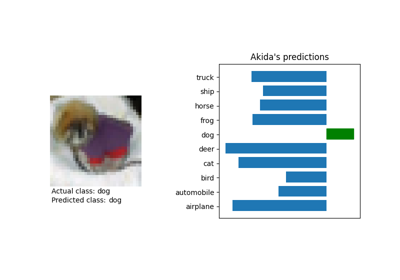 Akida's predictions
truck
ship
horse
frog
dog
deer
cat
bird
automobile
airplane
Actual class: dog
Predicted class: dog